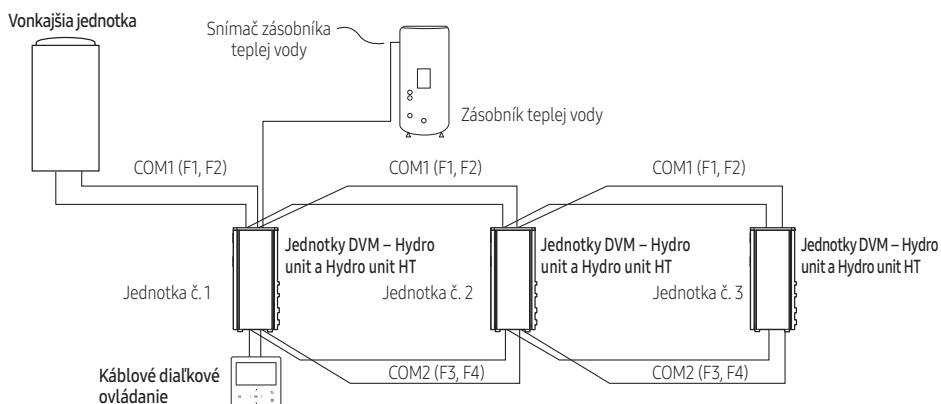 Vonkajšia jednotka
Snímač zásobníka
teplej vody
Zásobník teplej vody
COM1 (F1, F2)
COM1 (F1, F2)
COM1 (F1, F2)
Jednotky DVM – Hydro
unit a Hydro unit HT
Jednotky DVM – Hydro
unit a Hydro unit HT
Jednotky DVM – Hydro
unit a Hydro unit HT
Jednotka č. 1
Jednotka č. 2
Jednotka č. 3
COM2 (F3, F4)
COM2 (F3, F4)
Káblové diaľkové
ovládanie